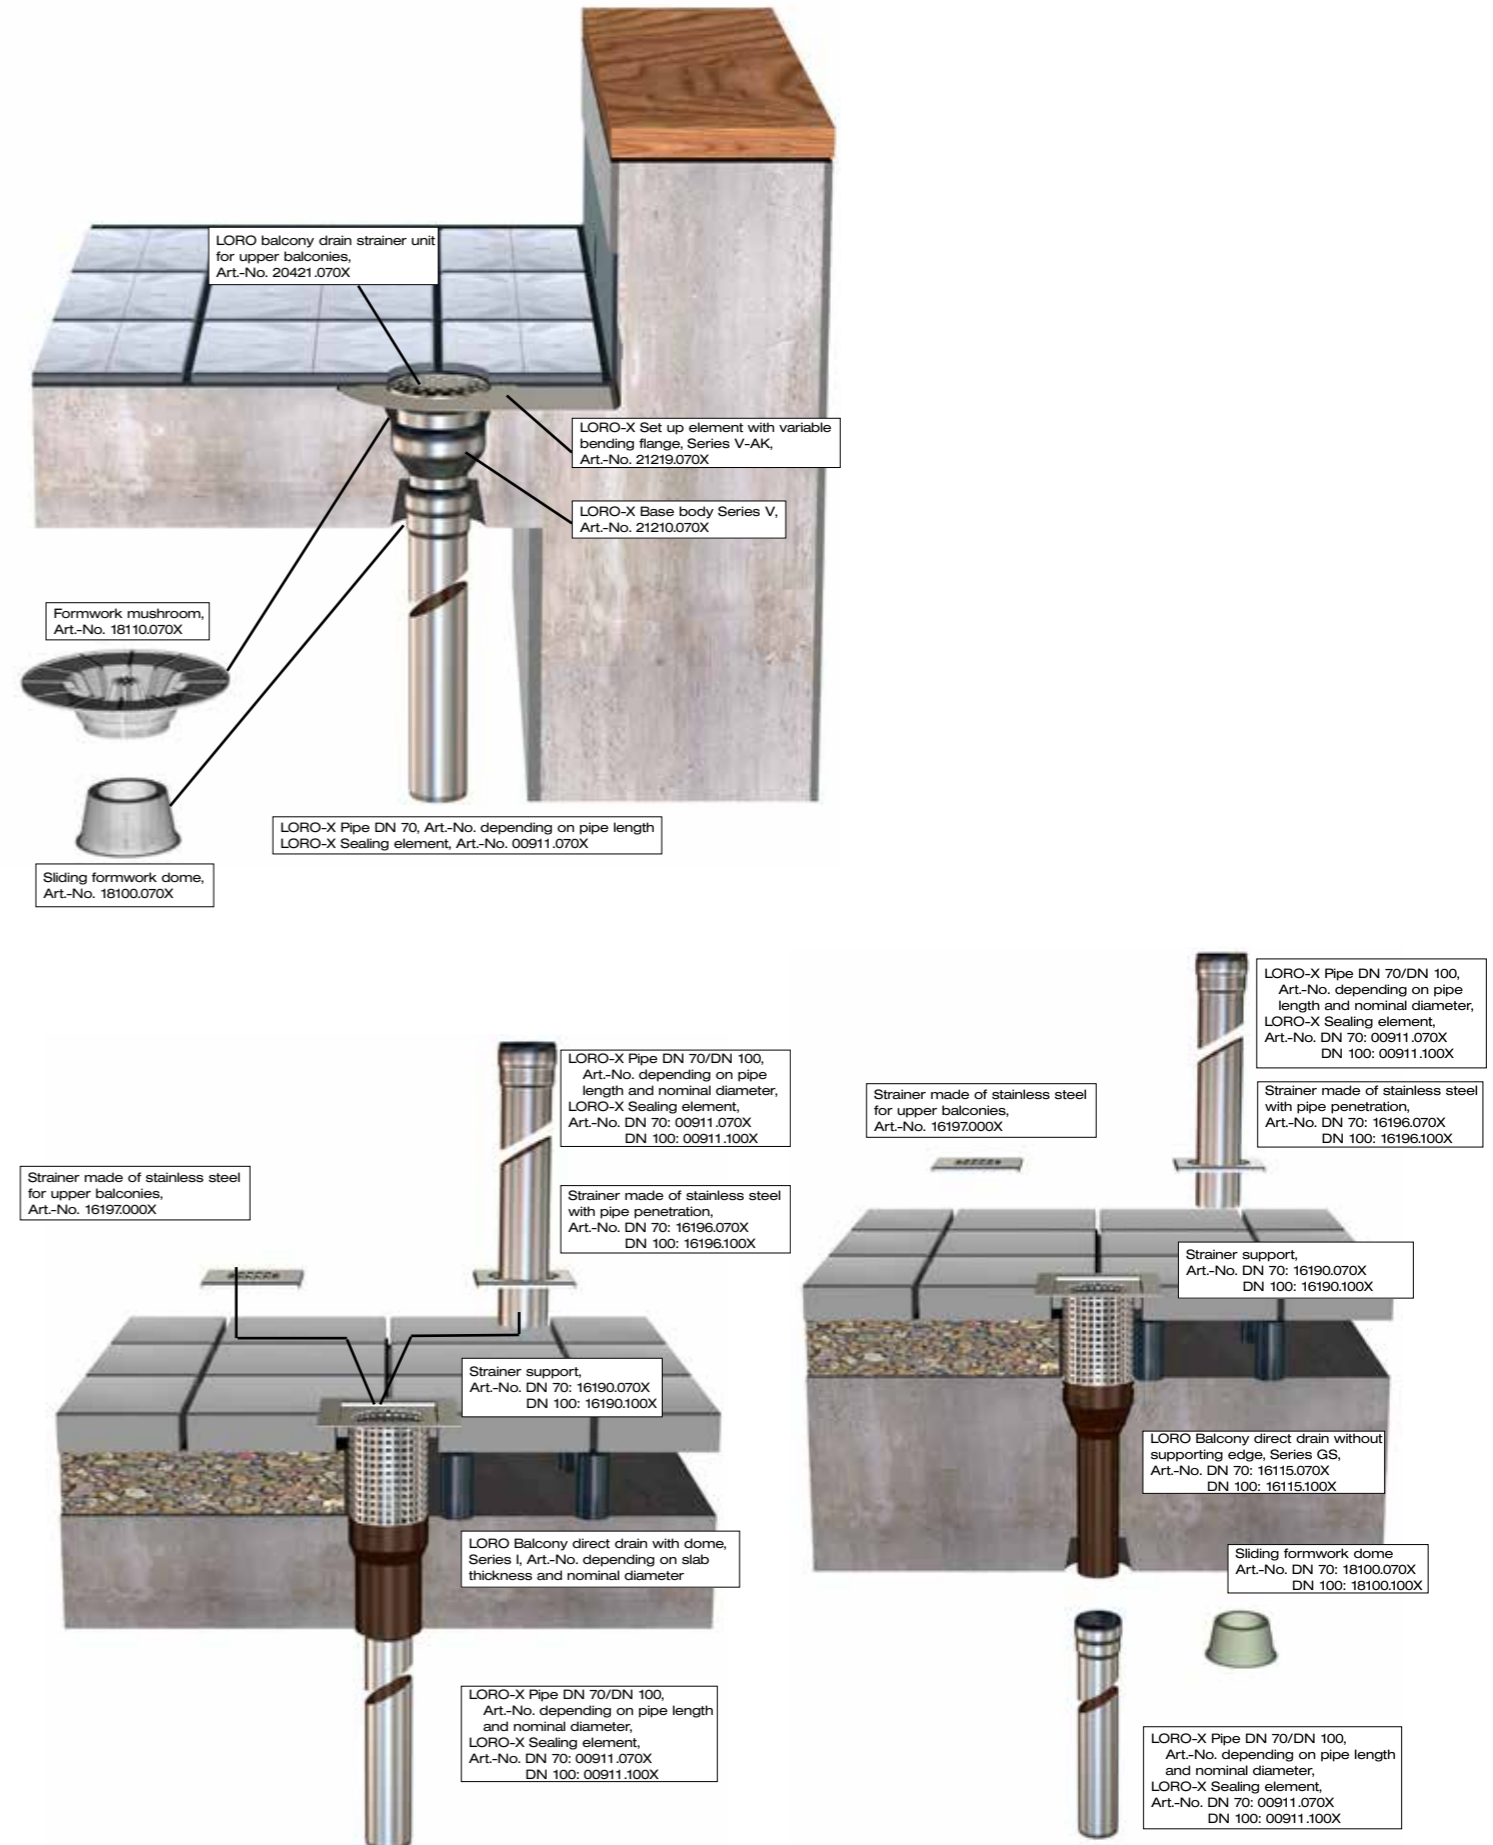 LORO balcony drain strainer unit
for upper balconies,
Art.-No. 20421.070X
LORO-X Set up element with variable
bending flange, Series V-AK,
Art.-No. 21219.070X
LORO-X Base body Series V,
Art.-No. 21210.070X
Formwork mushroom,
Art.-No. 18110.070X
LORO-X Pipe DN 70, Art.-No. depending on pipe length
LORO-X Sealing element, Art.-No. 00911.070X
Sliding formwork dome,
Art.-No. 18100.070X
LORO-X Pipe DN 70/DN 100,
Art.-No. depending on pipe
length and nominal diameter,
LORO-X Sealing element,
Art.-No. DN 70: 00911.070X
DN 100: 00911.100X
Strainer made of stainless steel
for upper balconies,
Art.-No. 16197.000X
Strainer made of stainless steel
with pipe penetration,
Art.-No. DN 70: 16196.070X
DN 100: 16196.100X
Strainer support,
Art.-No. DN 70: 16190.070X
DN 100: 16190.100X
LORO Balcony direct drain with dome,
Series I, Art.-No. depending on slab
thickness and nominal diameter
LORO-X Pipe DN 70/DN 100,
Art.-No. depending on pipe length
and nominal diameter,
LORO-X Sealing element,
Art.-No. DN 70: 00911.070X
DN 100: 00911.100X
LORO-X Pipe DN 70/DN 100,
Art.-No. depending on pipe
length and nominal diameter,
LORO-X Sealing element,
Art.-No. DN 70: 00911.070X
DN 100: 00911.100X
Strainer made of stainless steel
for upper balconies,
Art.-No. 16197.000X
Strainer made of stainless steel
with pipe penetration,
Art.-No. DN 70: 16196.070X
DN 100: 16196.100X
Strainer support,
Art.-No. DN 70: 16190.070X
DN 100: 16190.100X
LORO Balcony direct drain without
supporting edge, Series GS,
Art.-No. DN 70: 16115.070X
DN 100: 16115.100X
Sliding formwork dome
Art.-No. DN 70: 18100.070X
DN 100: 18100.100X
LORO-X Pipe DN 70/DN 100,
Art.-No. depending on pipe length
and nominal diameter,
LORO-X Sealing element,
Art.-No. DN 70: 00911.070X
DN 100: 00911.100X